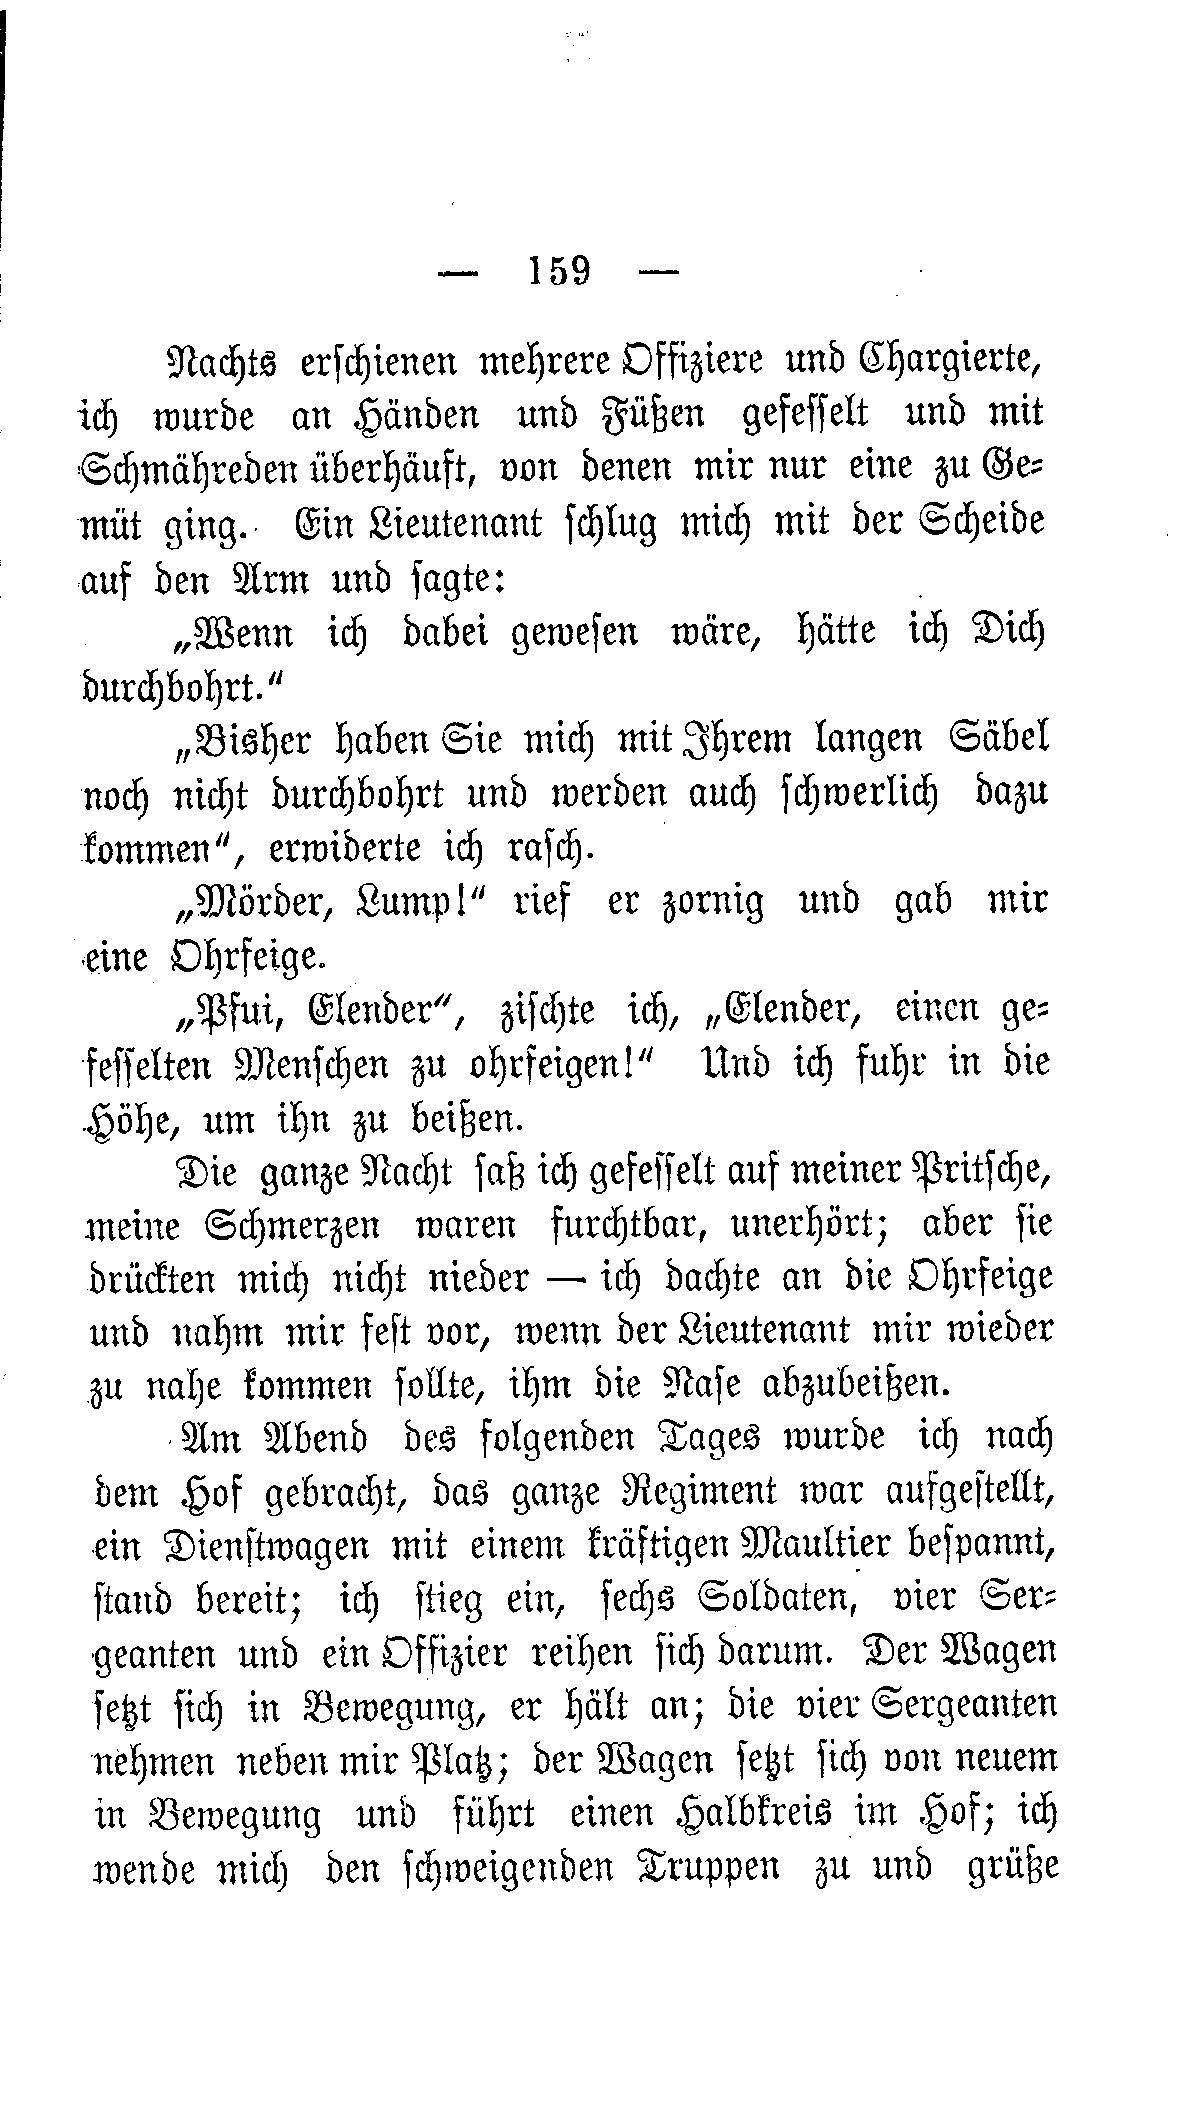 — 159 —
Nachts erschienen mehrere Offiziere und Chargierte,
ich wurde an Händen und Füßen gefesselt und mit
Schmähreden überhäuft, von denen mir nur eine zu Ge-
müt ging. Ein Lieutenant schlug mich mit der Scheide
auf den Arm und sagte:
„Wenn ich dabei gewesen wäre, hätte ich Dich
durchbohrt.“
„Bisher haben Sie mich mit Ihrem langen Säbel
noch nicht durchbohrt und werden auch schwerlich dazu
kommen“, erwiderte ich rasch.
„Mörder, Lump!“ rief er zornig und gab mir
eine Ohrfeige.
„Pfui, Elender“, zischte ich, „Elender, einen ge-
fesselten Menschen zu ohrfeigen!“ Und ich fuhr in die
Höhe, um ihn zu beißen.
Die ganze Nacht saß ich gefesselt auf meiner Pritsche,
meine Schmerzen waren furchtbar, unerhört; aber sie
drückten mich nicht nieder — ich dachte an die Ohrfeige
und nahm mir fest vor, wenn der Lieutenant mir wieder
zu nahe kommen sollte, ihm die Nase abzubeißen.
Am Abend des folgenden Tages wurde ich nach
dem Hof gebracht, das ganze Regiment war aufgestellt,
ein Dienstwagen mit einem kräftigen Maultier bespannt,
stand bereit; ich stieg ein, sechs Soldaten, vier Ser-
geanten und ein Offizier reihen sich darum. Der Wagen
setzt sich in Bewegung, er hält an; die vier Sergeanten
nehmen neben mir Platz; der Wagen setzt sich von neuem
in Bewegung und führt einen Halbkreis im Hof; ich
wende mich den schweigenden Truppen zu und grüße